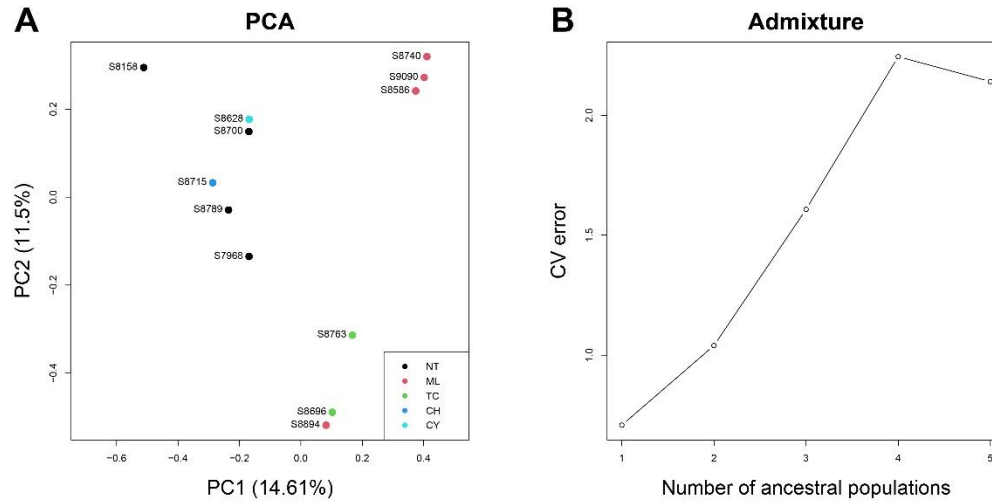 A
PCA
S8158
S8740
S9090
S8586
S8628
S8700
S8715
S8789
S7968
S8763
S8696
S8894
NT
ML
TC
CH
CY
0.2
0.0
−0.2
−0.4
−0.6
−0.4
−0.2
0.0
0.2
0.4
PC2 (11.5%)
PC1 (14.61%)
B
Admixture
2.0
1.5
1.0
CV error
1
2
3
4
5
Number of ancestral populations